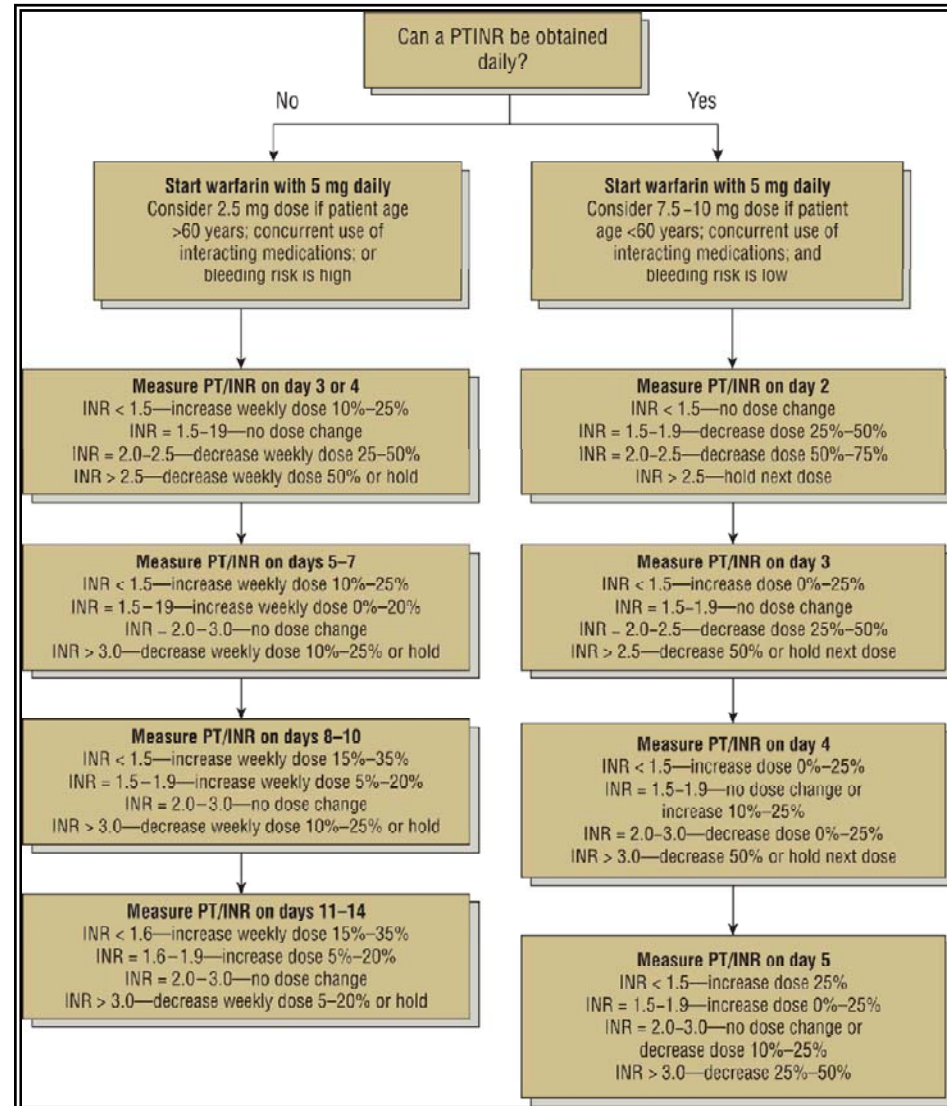 Can a PTINR be obtained
daily?
No
Yes
Start warfarin with 5 mg daily
Consider 2.5 mg dose if patient age
>60 years; concurrent use of
interacting medications; or
bleeding risk is high
Measure PT/INR on day 3 or 4
INR < 1.5—increase weekly dose 10%–25%
INR = 1.5–19—no dose change
INR = 2.0–2.5—decrease weekly dose 25–50%
INR > 2.5—decrease weekly dose 50% or hold
Measure PT/INR on days 5–7
INR < 1.5—increase weekly dose 10%–25%
INR = 1.5–19—increase weekly dose 0%–20%
INR – 2.0–3.0—no dose change
INR > 3.0—decrease weekly dose 10%–25% or hold
Measure PT/INR on days 8–10
INR < 1.5—increase weekly dose 15%–35%
INR = 1.5–1.9—increase weekly dose 5%–20%
INR = 2.0–3.0—no dose change
INR > 3.0—decrease weekly dose 10%–25% or hold
Measure PT/INR on days 11–14
INR < 1.6—increase weekly dose 15%–35%
INR = 1.6–1.9—increase dose 5%–20%
INR = 2.0–3.0—no dose change
INR > 3.0—decrease weekly dose 5–20% or hold
Start warfarin with 5 mg daily
Consider 7.5–10 mg dose if patient
age <60 years; concurrent use of
interacting medications; and
bleeding risk is low
Measure PT/INR on day 2
INR < 1.5—no dose change
INR = 1.5–1.9—decrease dose 25%–50%
INR = 2.0–2.5—decrease dose 50%–75%
INR > 2.5—hold next dose
Measure PT/INR on day 3
INR < 1.5—increase dose 0%–25%
INR = 1.5–1.9—no dose change
INR – 2.0–2.5—decrease dose 25%–50%
INR > 2.5—decrease 50% or hold next dose
Measure PT/INR on day 4
INR < 1.5—increase dose 0%–25%
INR = 1.5–1.9—no dose change or
increase 10%–25%
INR = 2.0–3.0—decrease dose 0%–25%
INR > 3.0—decrease 50% or hold next dose
Measure PT/INR on day 5
INR < 1.5—increase dose 25%
INR = 1.5–1.9—increase dose 0%–25%
INR = 2.0–3.0—no dose change or
decrease dose 10%–25%
INR > 3.0—decrease 25%–50%